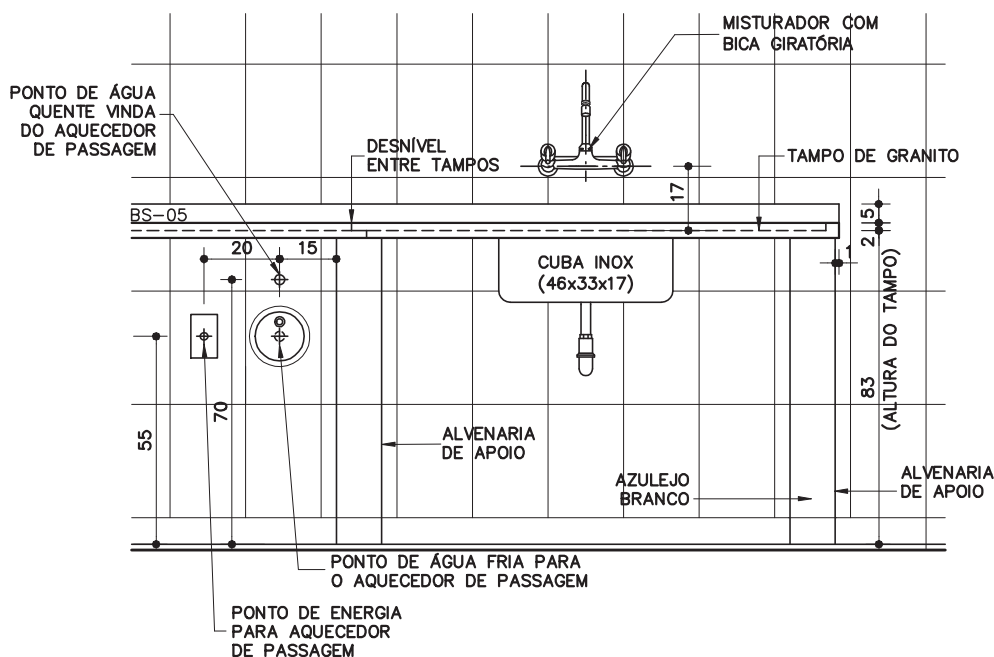 MISTURADOR COM
BICA GIRATÓRIA
PONTO DE ÁGUA
QUENTE VINDA
DO AQUECEDOR
DE PASSAGEM
DESNÍVEL
ENTRE TAMPOS
TAMPO DE GRANITO
17
5
BS-05
2
20
15
1
CUBA INOX
(46x33x17)
83
(ALTURA DO TAMPO)
70
55
ALVENARIA
DE APOIO
AZULEJO
BRANCO
ALVENARIA
DE APOIO
PONTO DE ÁGUA FRIA PARA
O AQUECEDOR DE PASSAGEM
PONTO DE ENERGIA
PARA AQUECEDOR
DE PASSAGEM